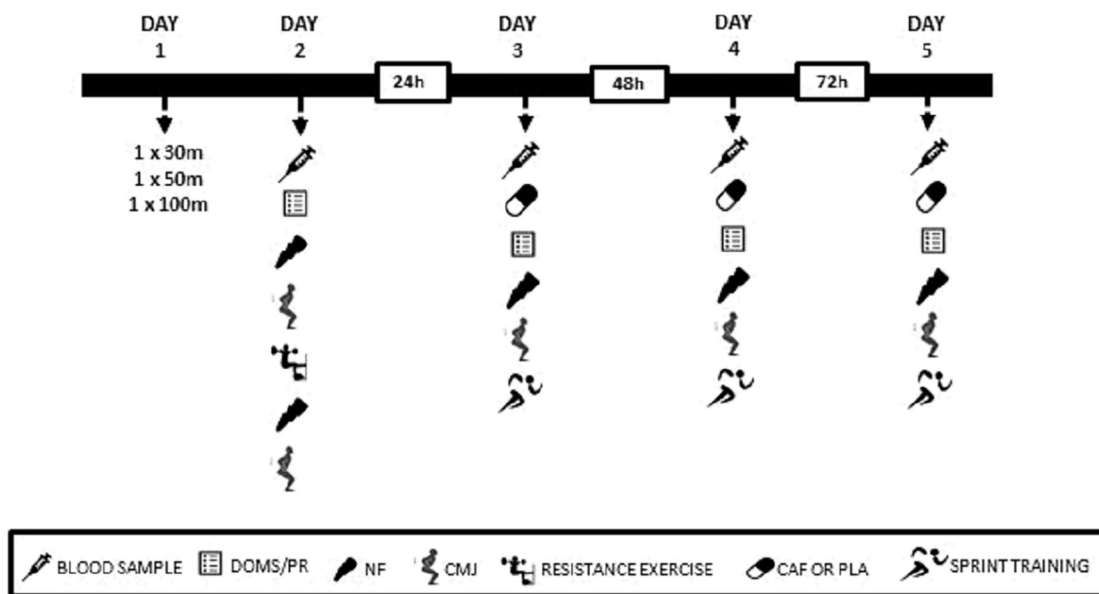 DAY 1
DAY 2
DAY 3
DAY 4
DAY 5
24h
48h
72h
1 x 30m
1 x 50m
1 x 100m
BLOOD SAMPLE
DOMS/PR
NF
CMJ
RESISTANCE EXERCISE
CAF OR PLA
SPRINT TRAINING